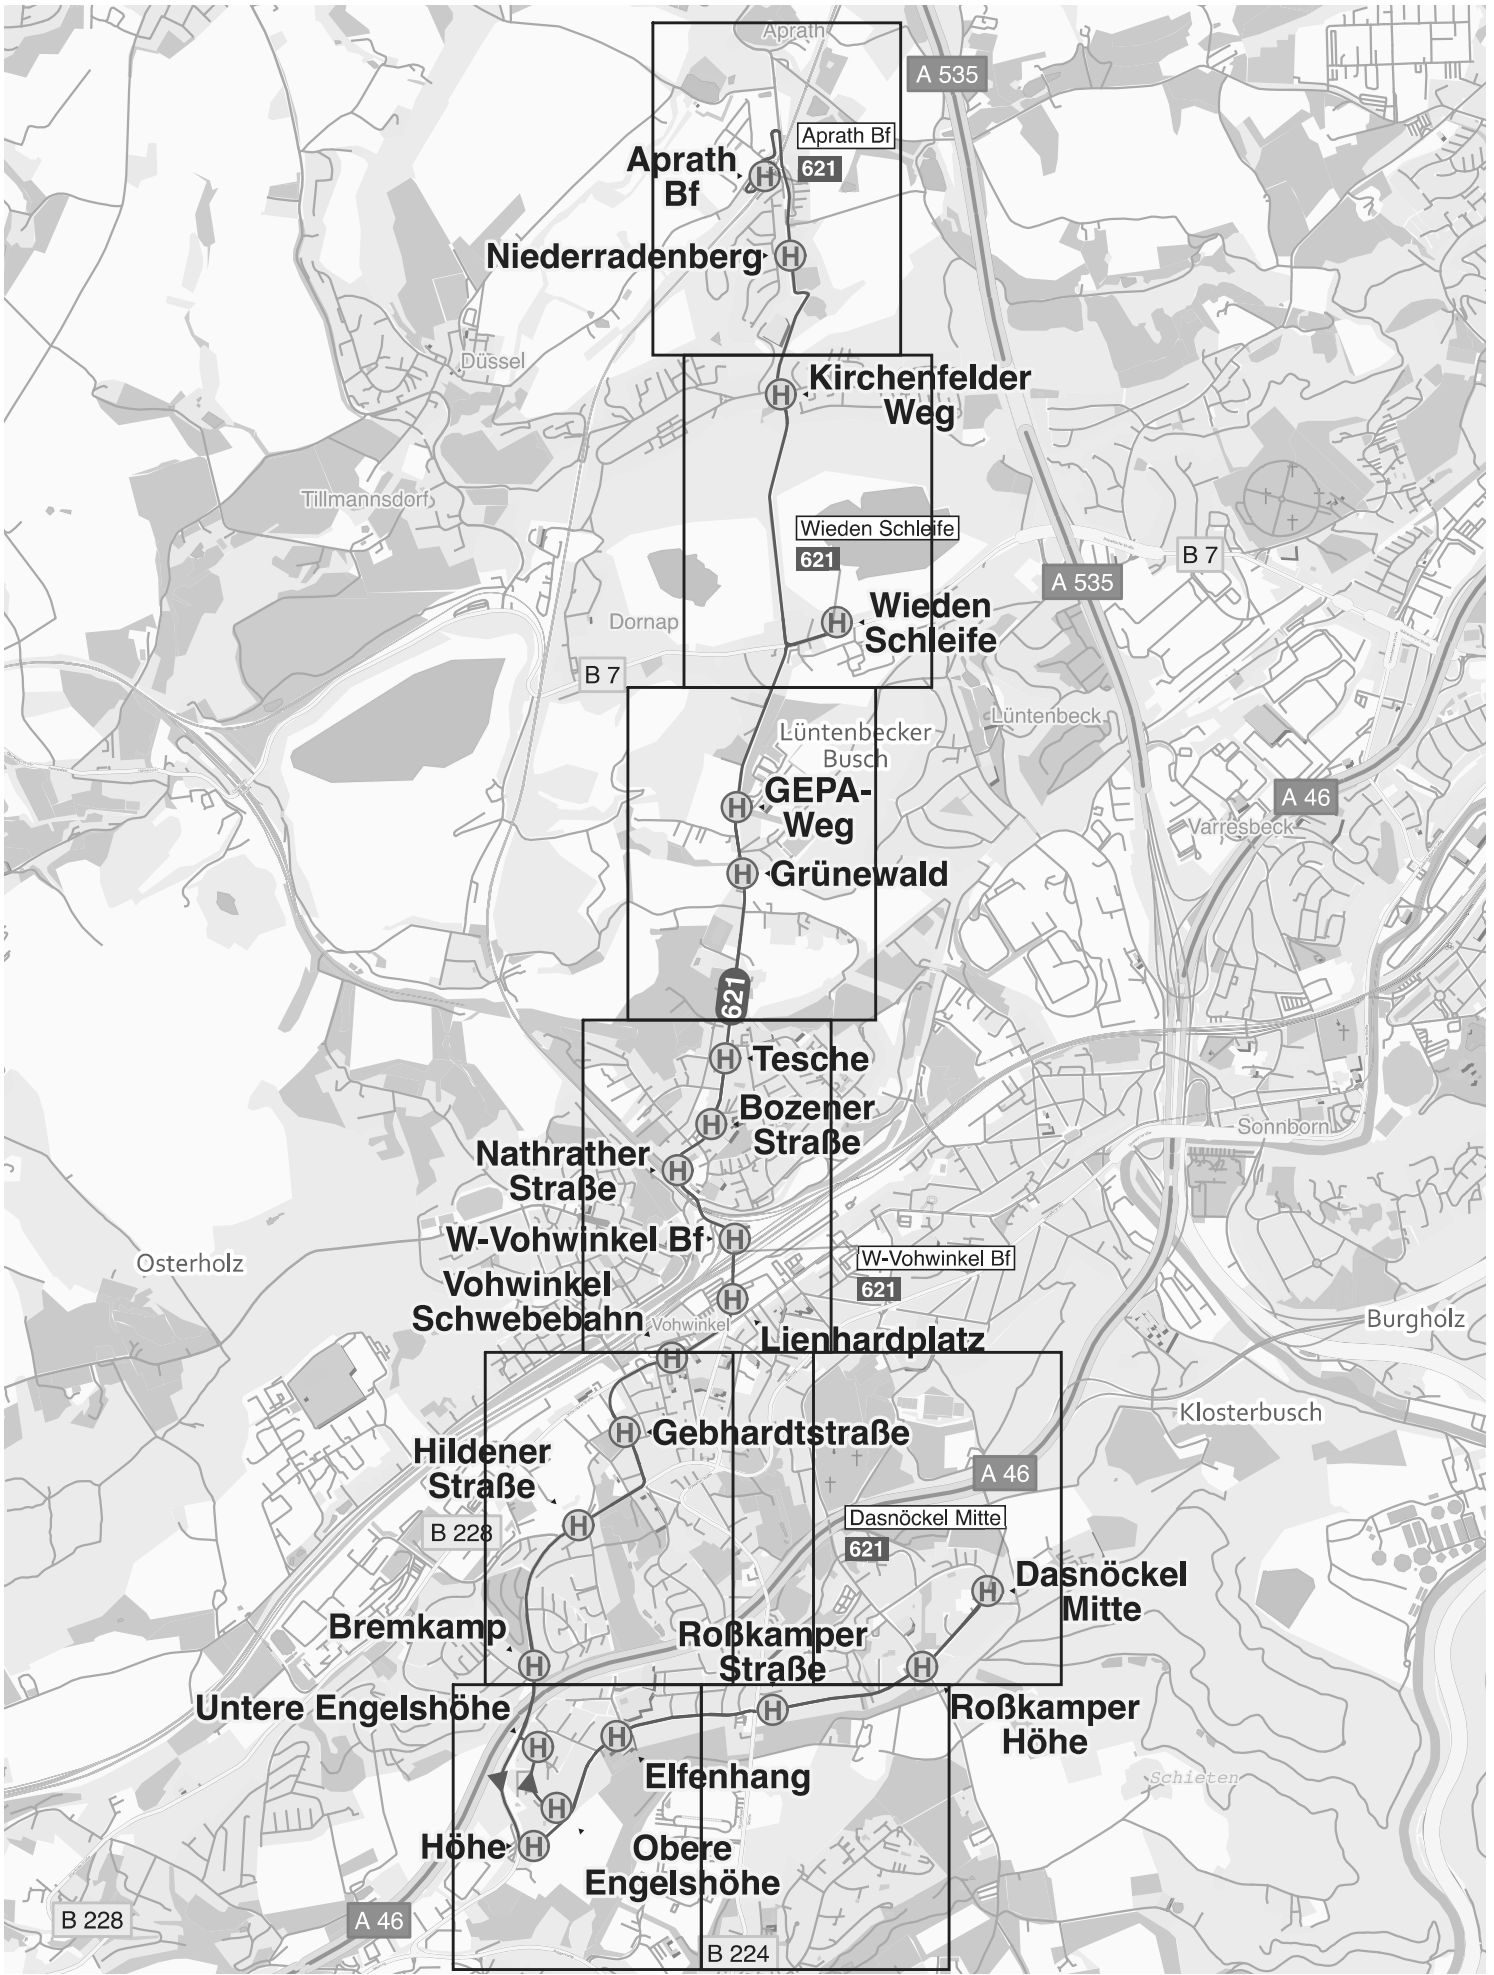 Aprath
A 535
Aprath Bf
621
Aprath
Bf
Niederradenberg
Düssel
Kirchenfelder
Weg
Tillmannsdorf
Wieden Schleife
621
B 7
A 535
Wieden
Schleife
Dornap
B 7
Lüntenbeck
Lüntenbecker
Busch
GEPA-
Weg
A 46
Varresbeck
Grünewald
621
Tesche
Bozener
Straße
Sonnborn
Nathrather
Straße
W-Vohwinkel Bf
W-Vohwinkel Bf
621
Osterholz
Vohwinkel
Schwebebahn
Vohwinkel
Lienhardplatz
Burgholz
Klosterbusch
Gebhardtstraße
Hildener
Straße
A 46
B 228
Dasnöckel Mitte
621
Dasnöckel
Mitte
Bremkamp
Roßkamper
Straße
Untere Engelshöhe
Roßkamper
Höhe
Elfenhang
Schieten
Höhe
Obere
Engelshöhe
B 228
A 46
B 224